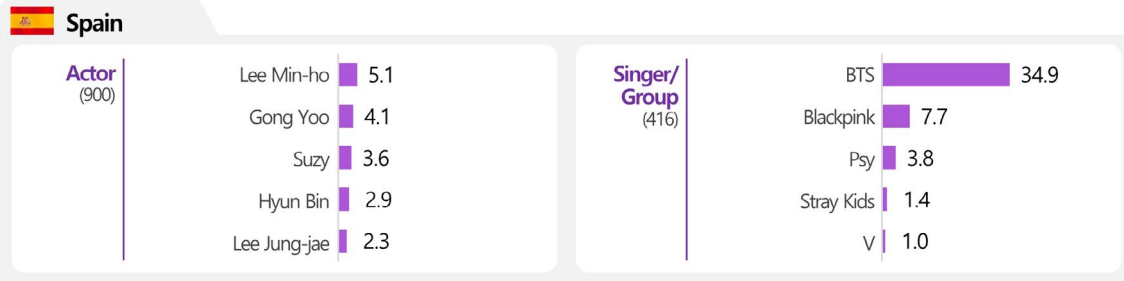 Spain
Actor
(900)
Lee Min-ho 5.1
Gong Yoo 4.1
Suzy 3.6
Hyun Bin 2.9
Lee Jung-jae 2.3
Singer/
Group
(416)
BTS 34.9
Blackpink 7.7
Psy 3.8
Stray Kids 1.4
V 1.0